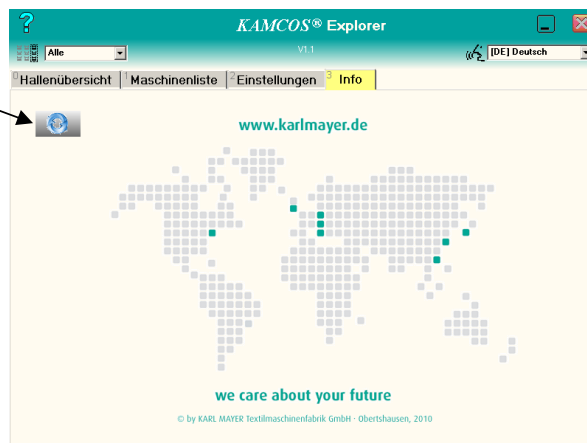 ?
KAMCOS® Explorer
Alle
V1.1
[DE] Deutsch
0 Hallenübersicht
1 Maschinenliste
2 Einstellungen
3 Info
www.karlmayer.de
we care about your future
© by KARL MAYER Textilmaschinenfabrik GmbH · Obertshausen, 2010